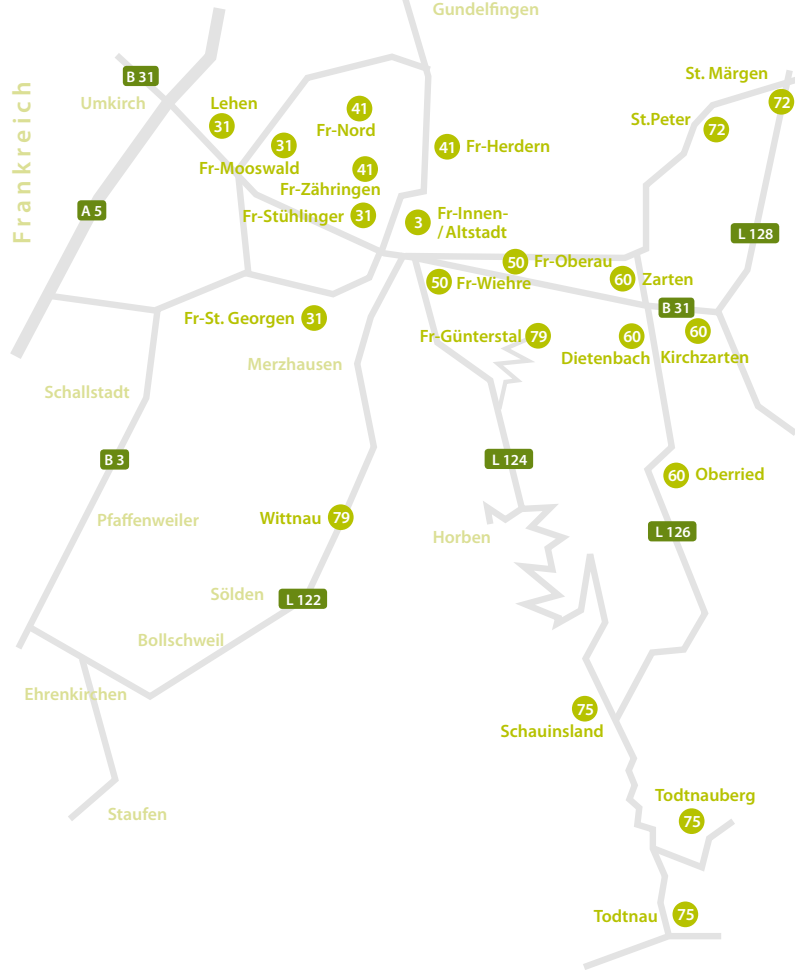 Gundelfingen
B 31
St. Märgen
Frankreich
Umkirch
Lehen
31
41
Fr-Nord
72
St.Peter
72
31
Fr-Mooswald
41
Fr-Herdern
41
Fr-Zähringen
A 5
Fr-Stühlinger
31
3
Fr-Innen-
/Altstadt
L 128
50
Fr-Oberau
50
Fr-Wiehre
60
Zarten
B 31
Fr-St. Georgen
31
Fr-Günterstal
79
60
Dietenbach
60
Kirchzarten
Merzhausen
Schallstadt
B 3
L 124
60
Oberried
Pfaffenweiler
Wittnau
79
Horben
L 126
Sölden
L 122
Bollschweil
Ehrenkirchen
75
Schauinsland
Todtnauberg
75
Staufen
Todtnau
75